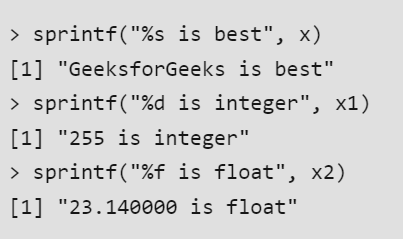 > sprintf("%s is best", x)
[1] "GeeksforGeeks is best"
> sprintf("%d is integer", x1)
[1] "255 is integer"
> sprintf("%f is float", x2)
[1] "23.140000 is float"